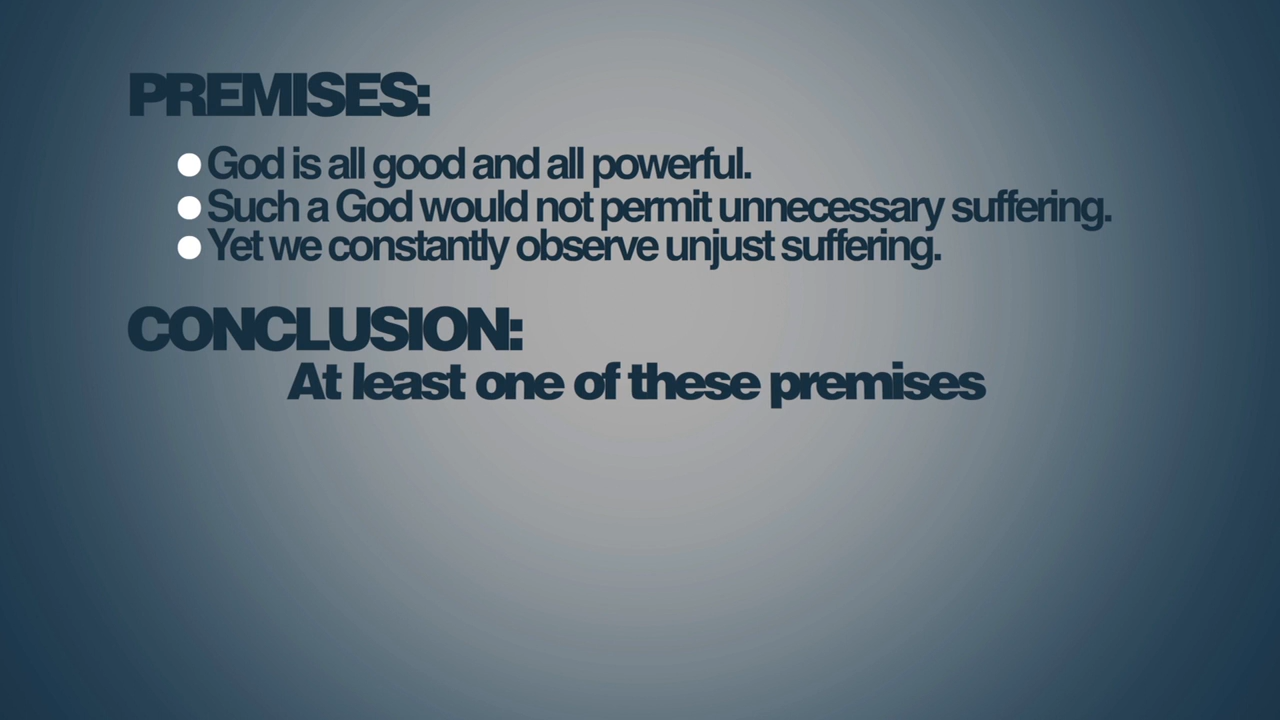 PREMISES:
● God is all good and all powerful.
● Such a God would not permit unnecessary suffering.
● Yet we constantly observe unjust suffering.
CONCLUSION:
At least one of these premises